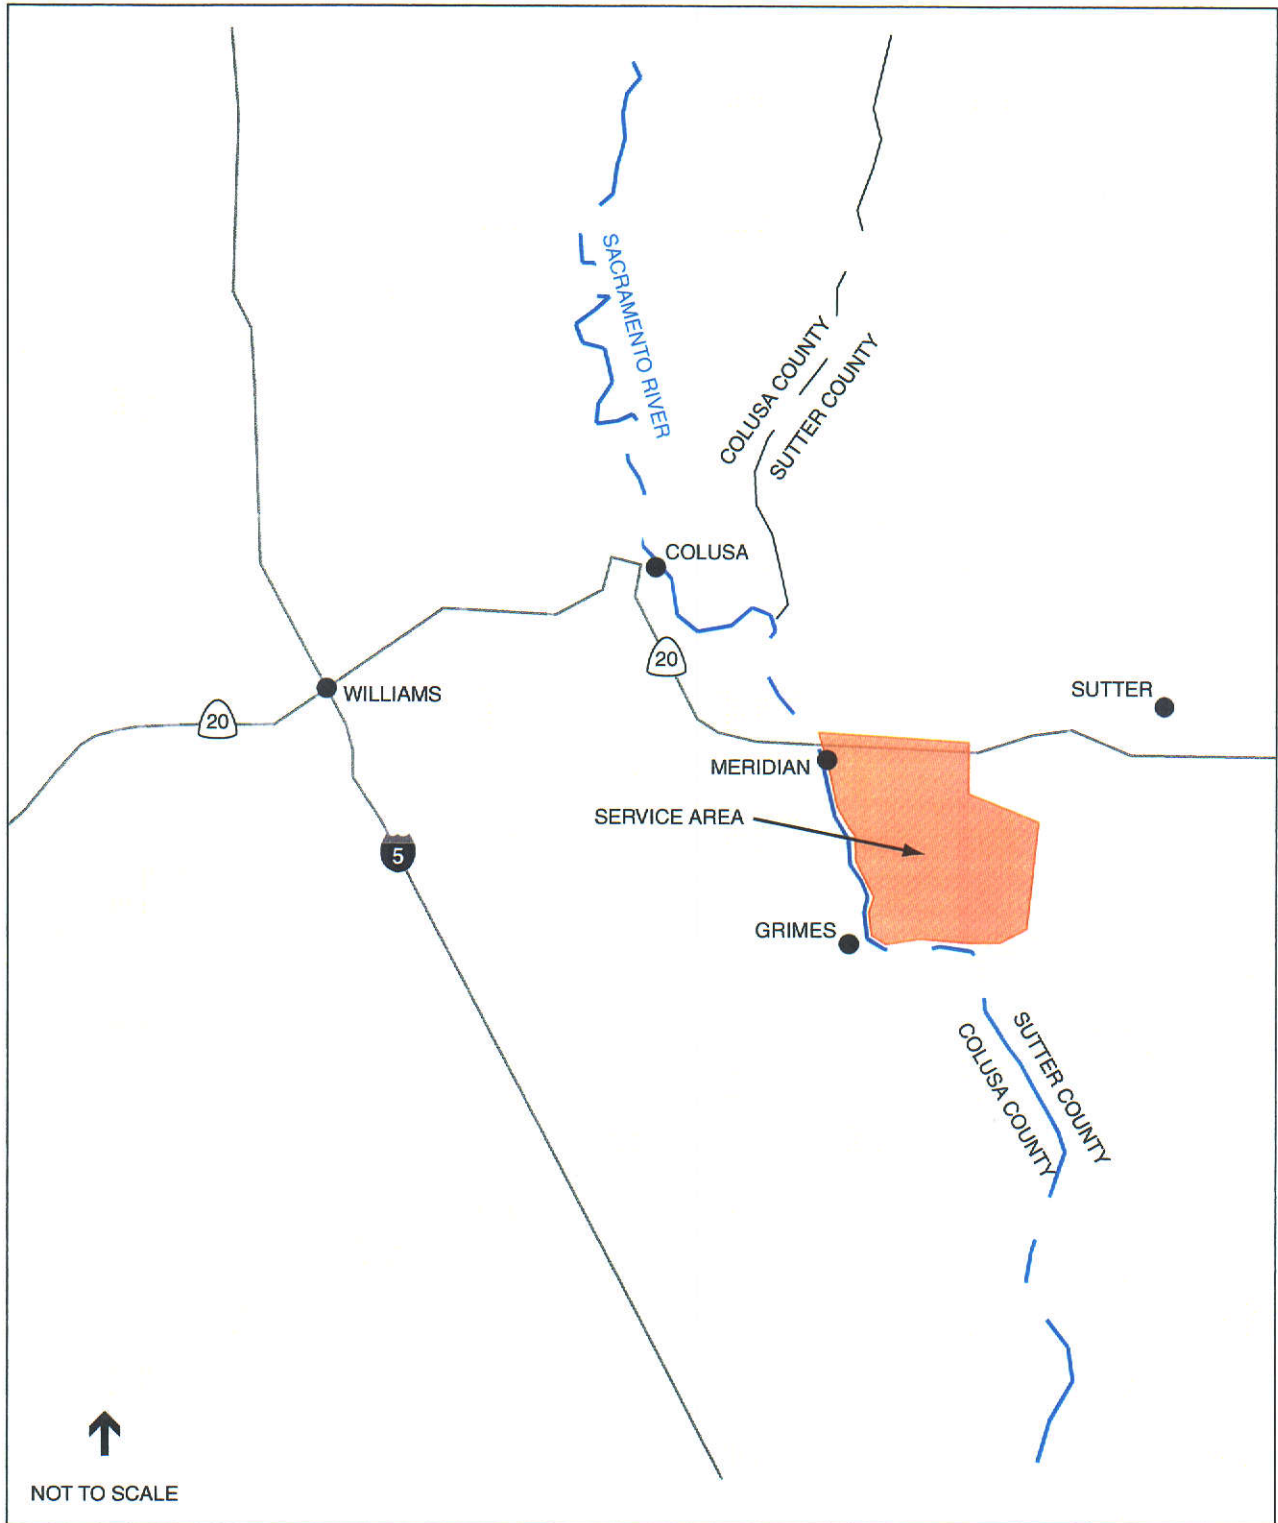 SACRAMENTO RIVER
COLUSA COUNTY
SUTTER COUNTY
COLUSA
20
WILLIAMS
20
SUTTER
MERIDIAN
SERVICE AREA
5
GRIMES
SUTTER COUNTY
COLUSA COUNTY
NOT TO SCALE